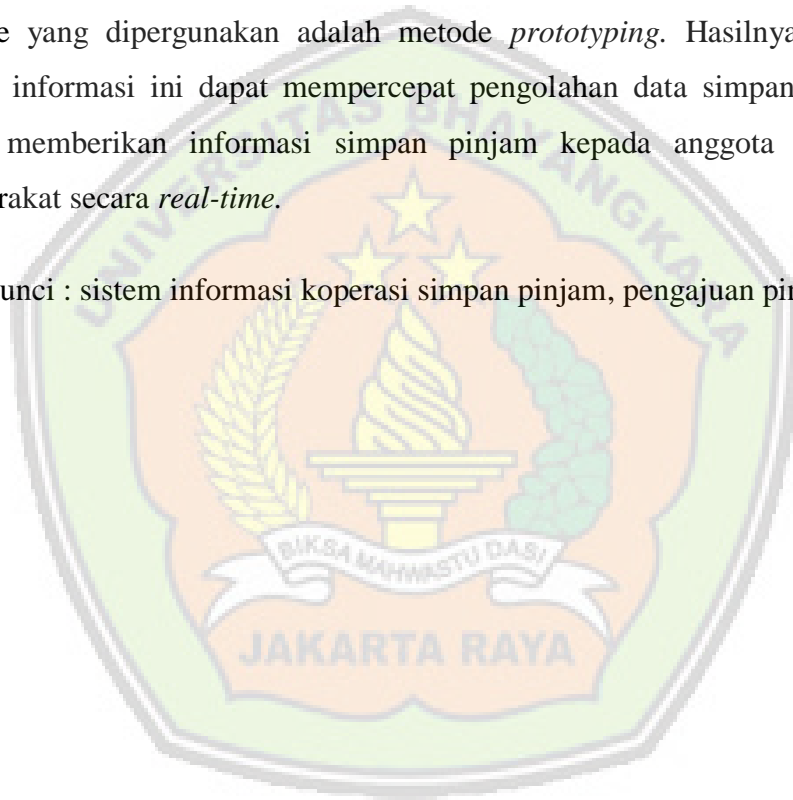 e yang dipergunakan adalah metode prototyping. Hasilnya
informasi ini dapat mempercepat pengolahan data simpan
memberikan informasi simpan pinjam kepada anggota
rakat secara real-time.
unci : sistem informasi koperasi simpan pinjam, pengajuan pin
UNIVERSITAS BHAYANGKARA
BIKSA MAHWASTU DASI
JAKARTA RAYA